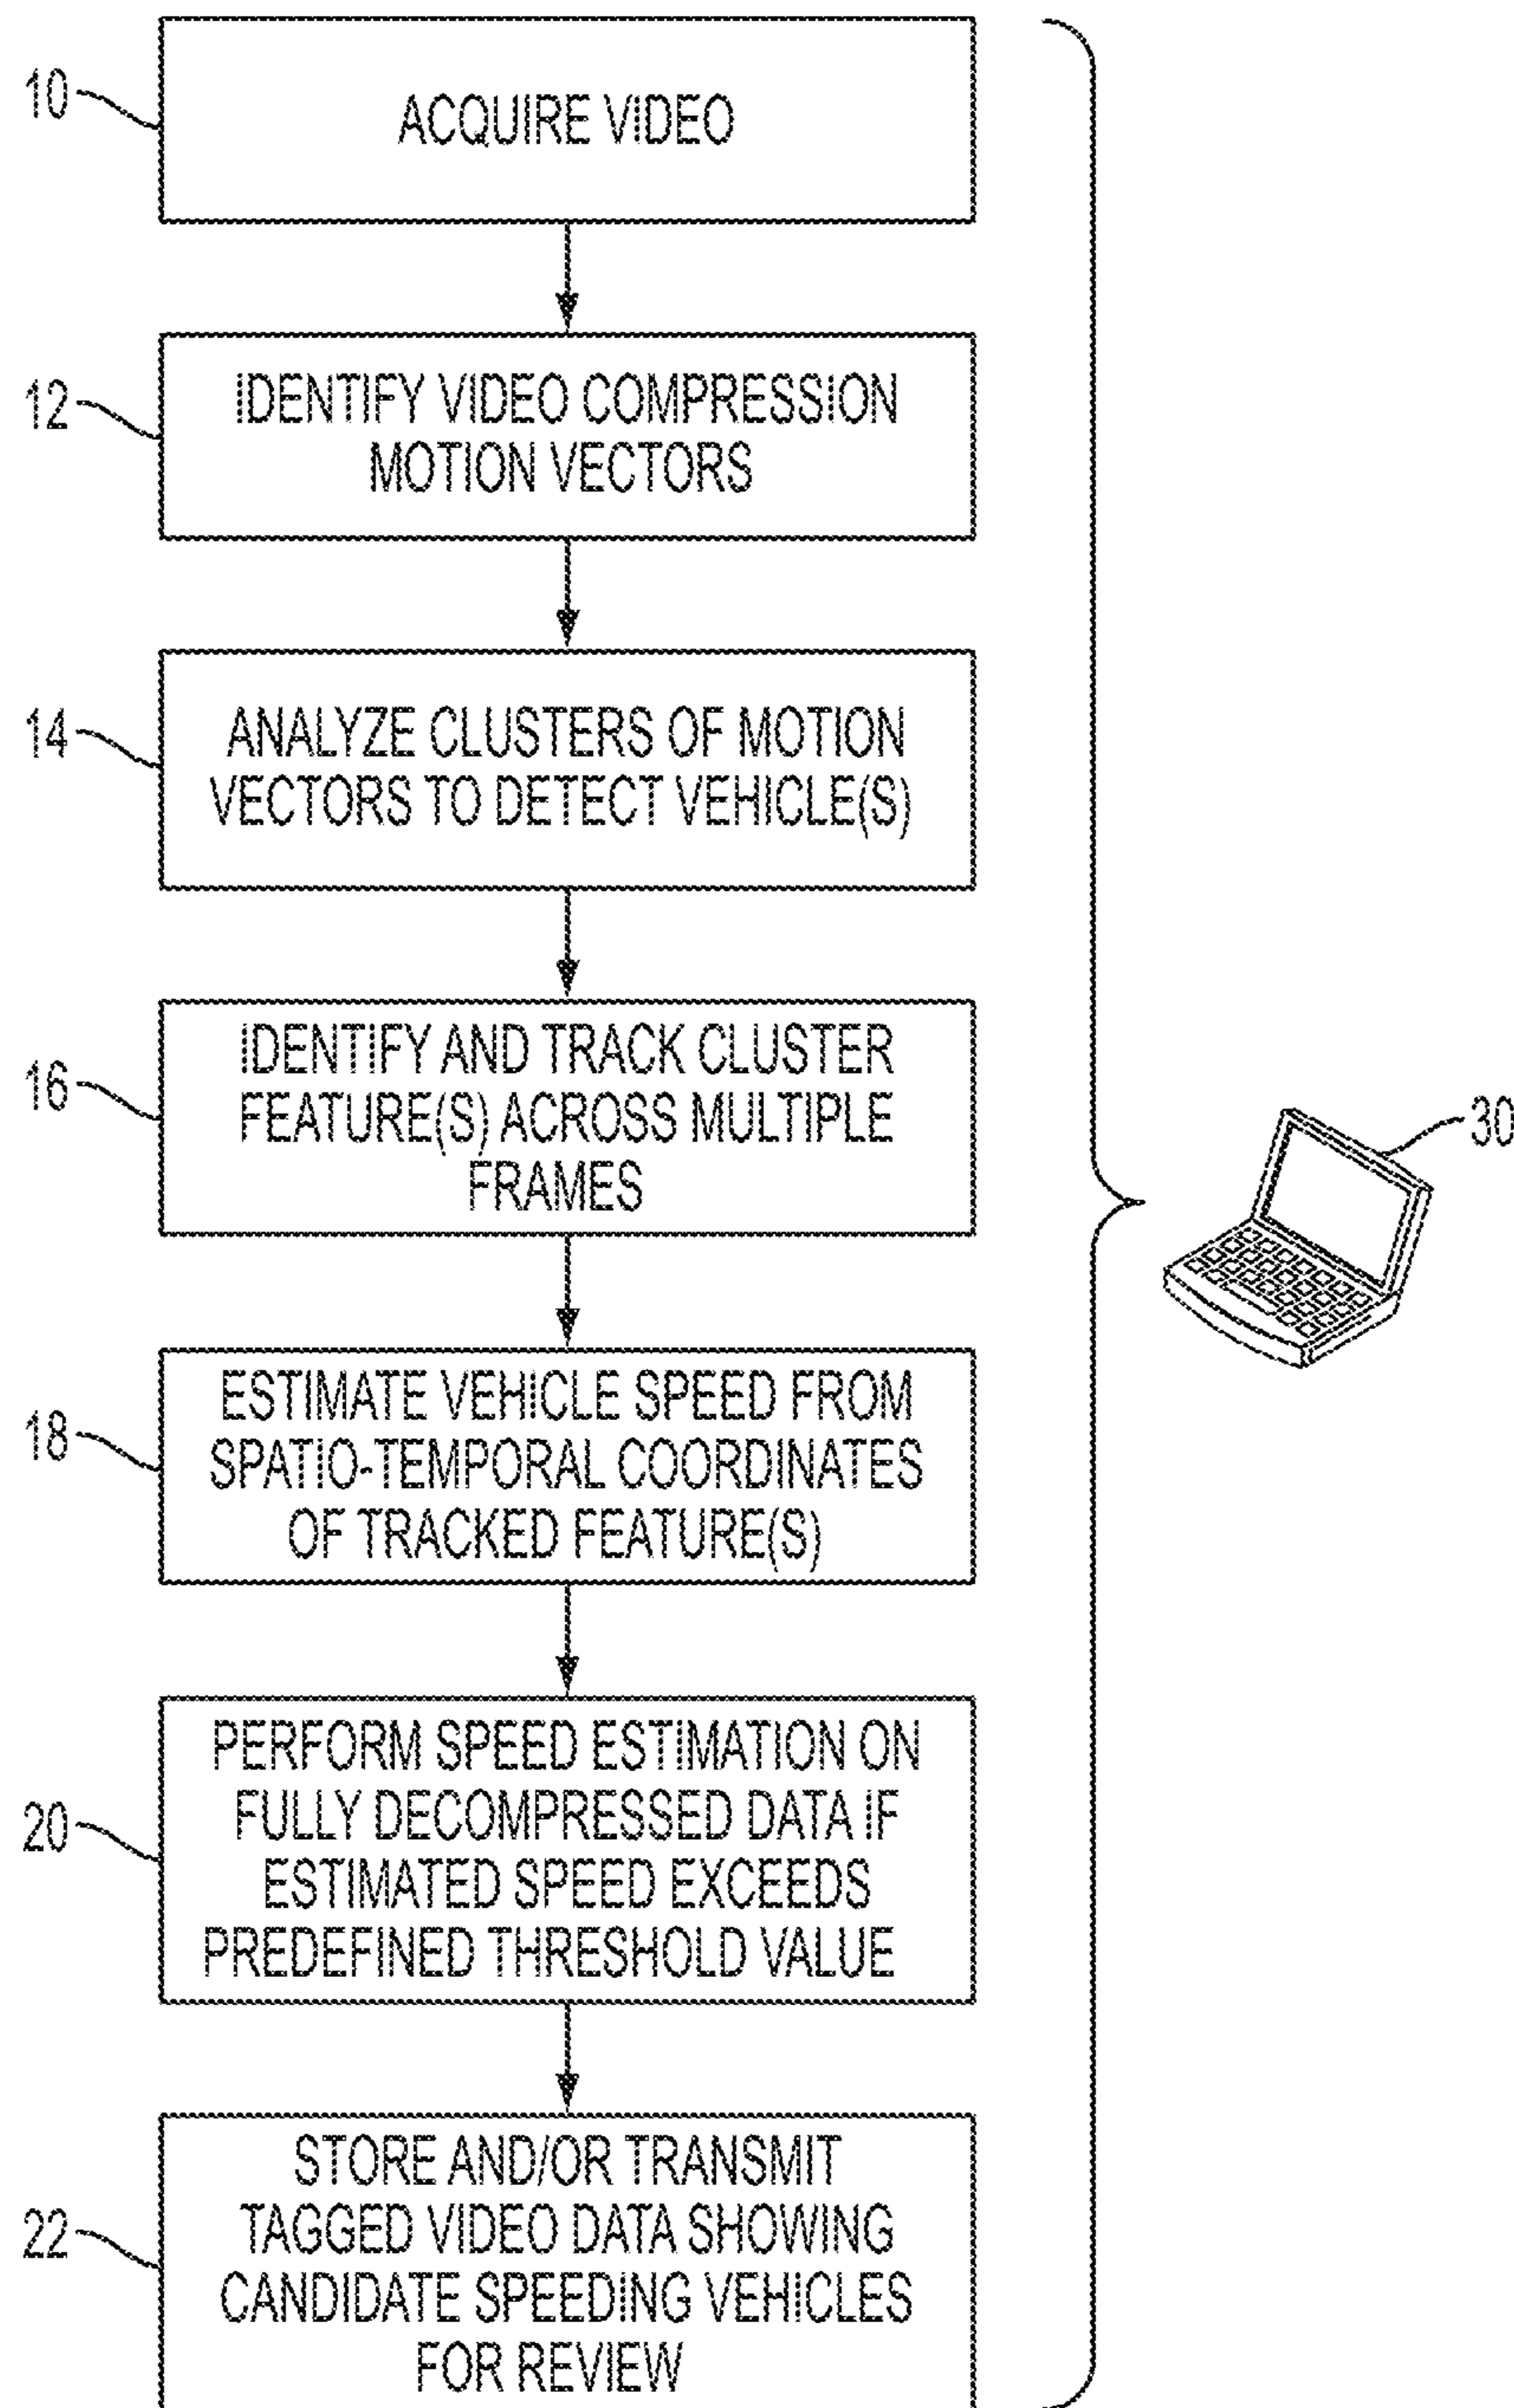 10
ACQUIRE VIDEO
12
IDENTIFY VIDEO COMPRESSION
MOTION VECTORS
14
ANALYZE CLUSTERS OF MOTION
VECTORS TO DETECT VEHICLE(S)
16
IDENTIFY AND TRACK CLUSTER
FEATURE(S) ACROSS MULTIPLE
FRAMES
30
18
ESTIMATE VEHICLE SPEED FROM
SPATIO-TEMPORAL COORDINATES
OF TRACKED FEATURE(S)
20
PERFORM SPEED ESTIMATION ON
FULLY DECOMPRESSED DATA IF
ESTIMATED SPEED EXCEEDS
PREDEFINED THRESHOLD VALUE
22
STORE AND/OR TRANSMIT
TAGGED VIDEO DATA SHOWING
CANDIDATE SPEEDING VEHICLES
FOR REVIEW